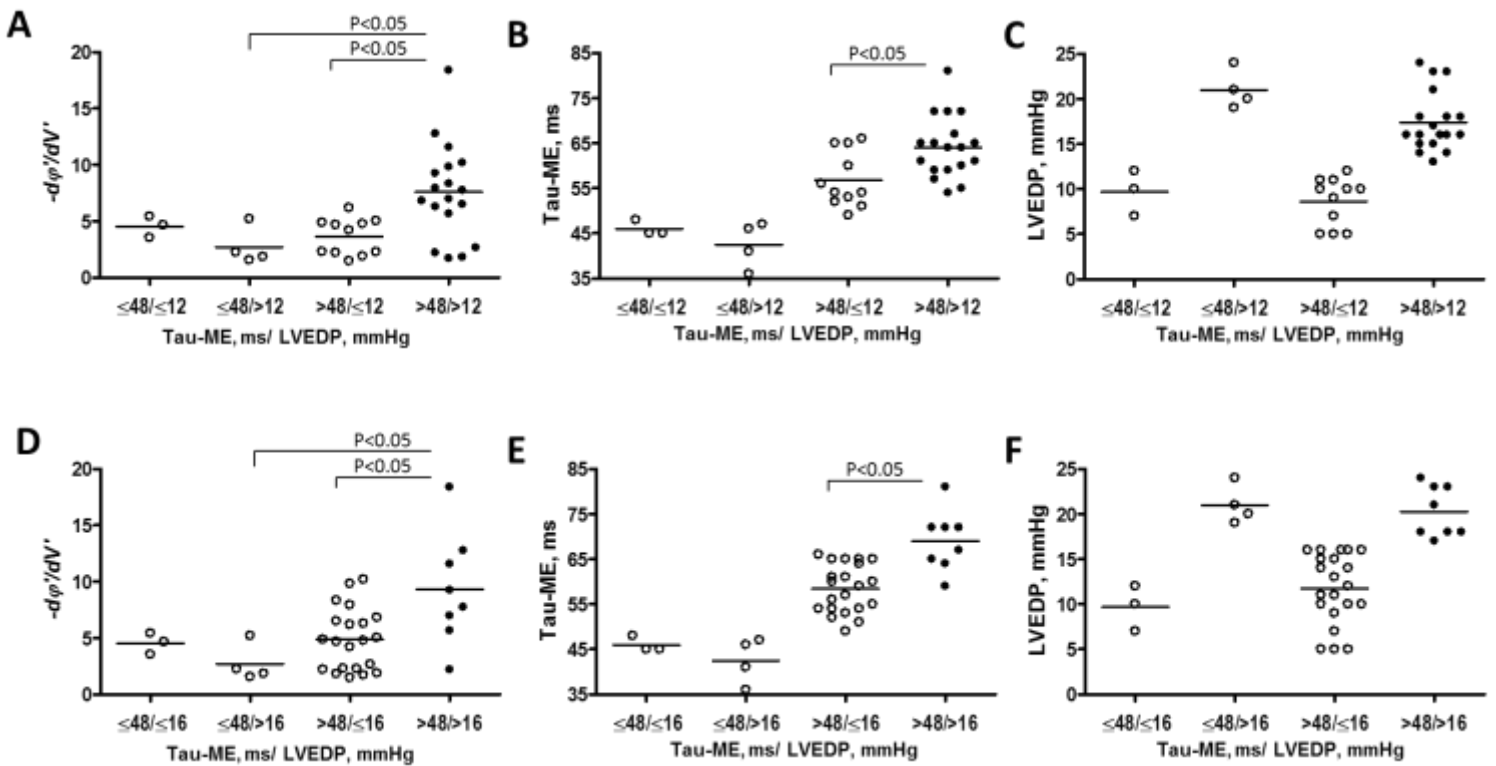 A
P<0.05
P<0.05
20
15
10
5
0
-dφ'/dV'
≤48/≤12 ≤48/>12 >48/≤12 >48/>12
Tau-ME, ms/ LVEDP, mmHg
B
P<0.05
85
75
65
55
45
35
Tau-ME, ms
≤48/≤12 ≤48/>12 >48/≤12 >48/>12
Tau-ME, ms/ LVEDP, mmHg
C
25
20
15
10
5
0
LVEDP, mmHg
≤48/≤12 ≤48/>12 >48/≤12 >48/>12
Tau-ME, ms/ LVEDP, mmHg
D
P<0.05
P<0.05
20
15
10
5
0
-dφ'/dV'
≤48/≤16 ≤48/>16 >48/≤16 >48/>16
Tau-ME, ms/ LVEDP, mmHg
E
P<0.05
85
75
65
55
45
35
Tau-ME, ms
≤48/≤16 ≤48/>16 >48/≤16 >48/>16
Tau-ME, ms/ LVEDP, mmHg
F
25
20
15
10
5
0
LVEDP, mmHg
≤48/≤16 ≤48/>16 >48/≤16 >48/>16
Tau-ME, ms/ LVEDP, mmHg